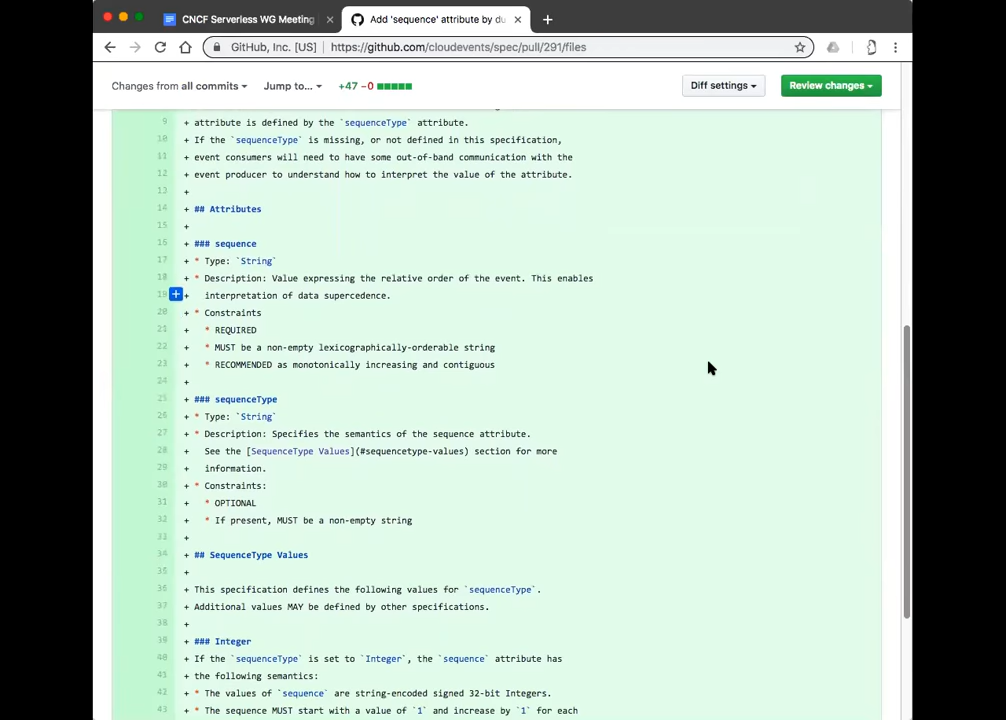 CNCF Serverless WG Meeting
Add 'sequence' attribute by du
GitHub, Inc. [US] | https://github.com/cloudevents/spec/pull/291/files
Changes from all commits Jump to... +47 −0 Diff settings Review changes
9 + attribute is defined by the `sequenceType` attribute.
10 + If the `sequenceType` is missing, or not defined in this specification,
11 + event consumers will need to have some out-of-band communication with the
12 + event producer to understand how to interpret the value of the attribute.
13 +
14 + ## Attributes
15 +
16 + ### sequence
17 + * Type: `String`
18 + * Description: Value expressing the relative order of the event. This enables
19 + interpretation of data supercedence.
20 + * Constraints
21 + * REQUIRED
22 + * MUST be a non-empty lexicographically-orderable string
23 + * RECOMMENDED as monotonically increasing and contiguous
24 +
25 + ### sequenceType
26 + * Type: `String`
27 + * Description: Specifies the semantics of the sequence attribute.
28 + See the [SequenceType Values](#sequencetype-values) section for more
29 + information.
30 + * Constraints:
31 + * OPTIONAL
32 + * If present, MUST be a non-empty string
33 +
34 + ## SequenceType Values
35 +
36 + This specification defines the following values for `sequenceType`.
37 + Additional values MAY be defined by other specifications.
38 +
39 + ### Integer
40 + If the `sequenceType` is set to `Integer`, the `sequence` attribute has
41 + the following semantics:
42 + * The values of `sequence` are string-encoded signed 32-bit Integers.
43 + * The sequence MUST start with a value of `1` and increase by `1` for each